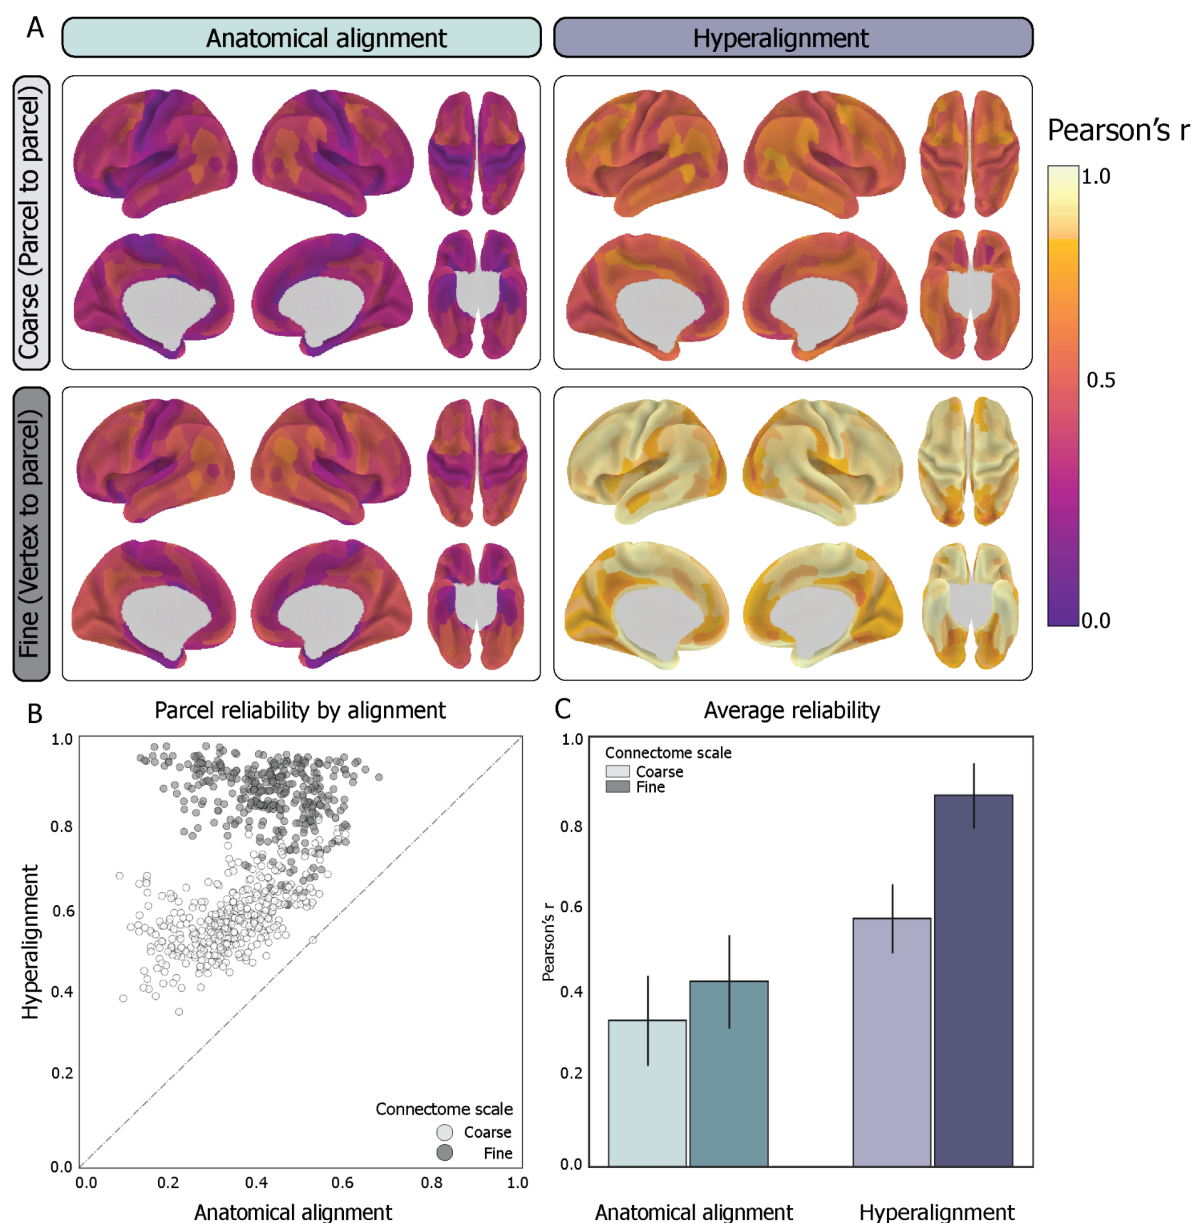 A
Anatomical alignment
Hyperalignment
Coarse (Parcel to parcel)
Pearson's r
1.0
0.5
0.0
Fine (Vertex to parcel)
B
Parcel reliability by alignment
1.0
0.8
0.6
0.4
0.2
0.0
Hyperalignment
Connectome scale
Coarse
Fine
0.0 0.2 0.4 0.6 0.8 1.0
Anatomical alignment
C
Average reliability
1.0
0.8
0.6
0.4
0.2
0.0
Pearson's r
Connectome scale
Coarse
Fine
Anatomical alignment
Hyperalignment